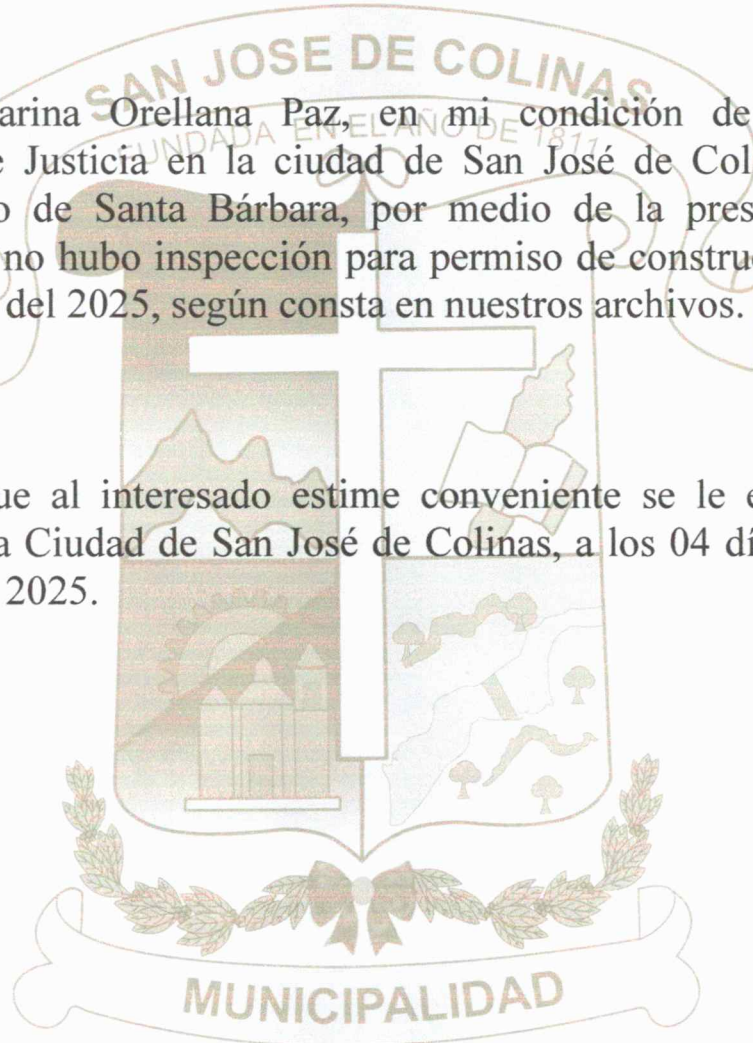 SAN JOSE DE COLINAS
FUNDADA EN EL AÑO DE 1811
arina Orellana Paz, en mi condición de
e Justicia en la ciudad de San José de Col
o de Santa Bárbara, por medio de la pres
no hubo inspección para permiso de constru
del 2025, según consta en nuestros archivos.
ue al interesado estime conveniente se le e
a Ciudad de San José de Colinas, a los 04 dí
2025.
MUNICIPALIDAD